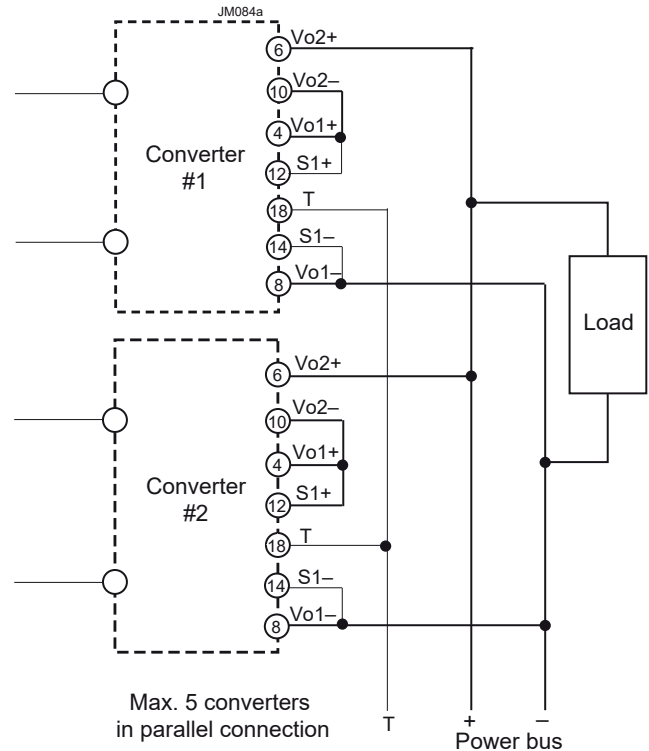 JM084a
6 Vo2+
10 Vo2–
4 Vo1+
Converter
#1
12 S1+
18 T
14 S1–
8 Vo1–
Load
6 Vo2+
10 Vo2–
4 Vo1+
Converter
#2
12 S1+
18 T
14 S1–
8 Vo1–
Max. 5 converters
in parallel connection
T
+
–
Power bus